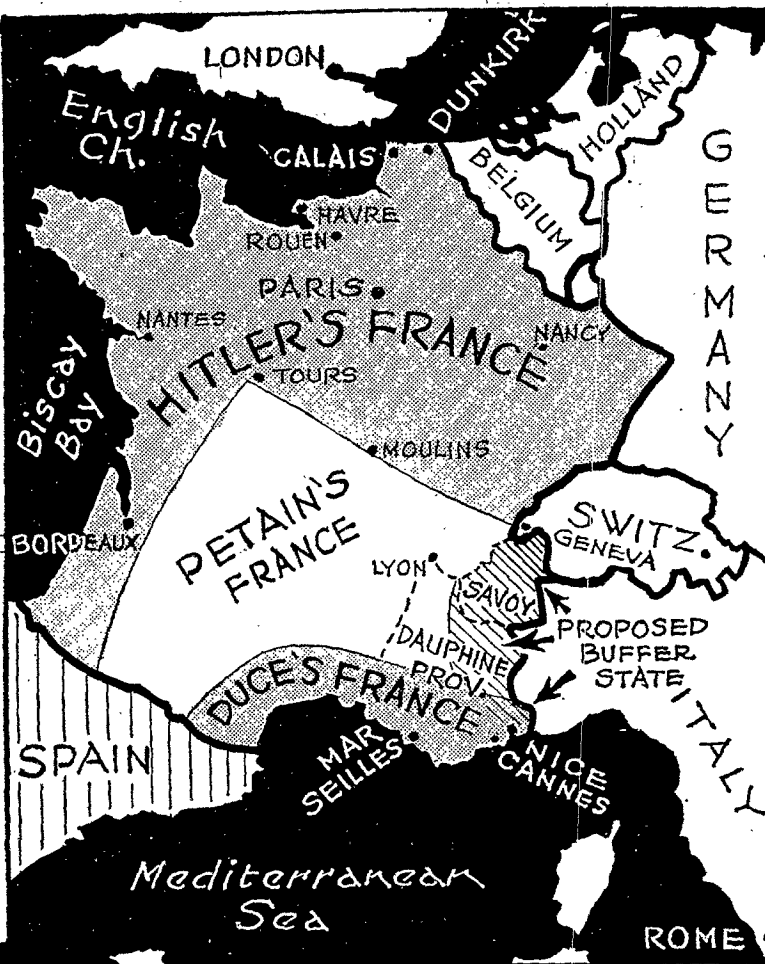 LONDON
DUNKIRK
HOLLAND
English
Ch.
CALAIS
BELGIUM
GERMANY
HAVRE
ROUEN
PARIS
NANTES
HITLER'S FRANCE
NANCY
TOURS
Biscay
Bay
MOULINS
PETAIN'S
FRANCE
SWITZ.
GENEVA
BORDEAUX
LYON
SAVOY
PROPOSED
BUFFER
STATE
DAUPHINE
PROV.
DUCE'S FRANCE
ITALY
SPAIN
MAR
SEILLES
NICE
CANNES
Mediterranean
Sea
ROME